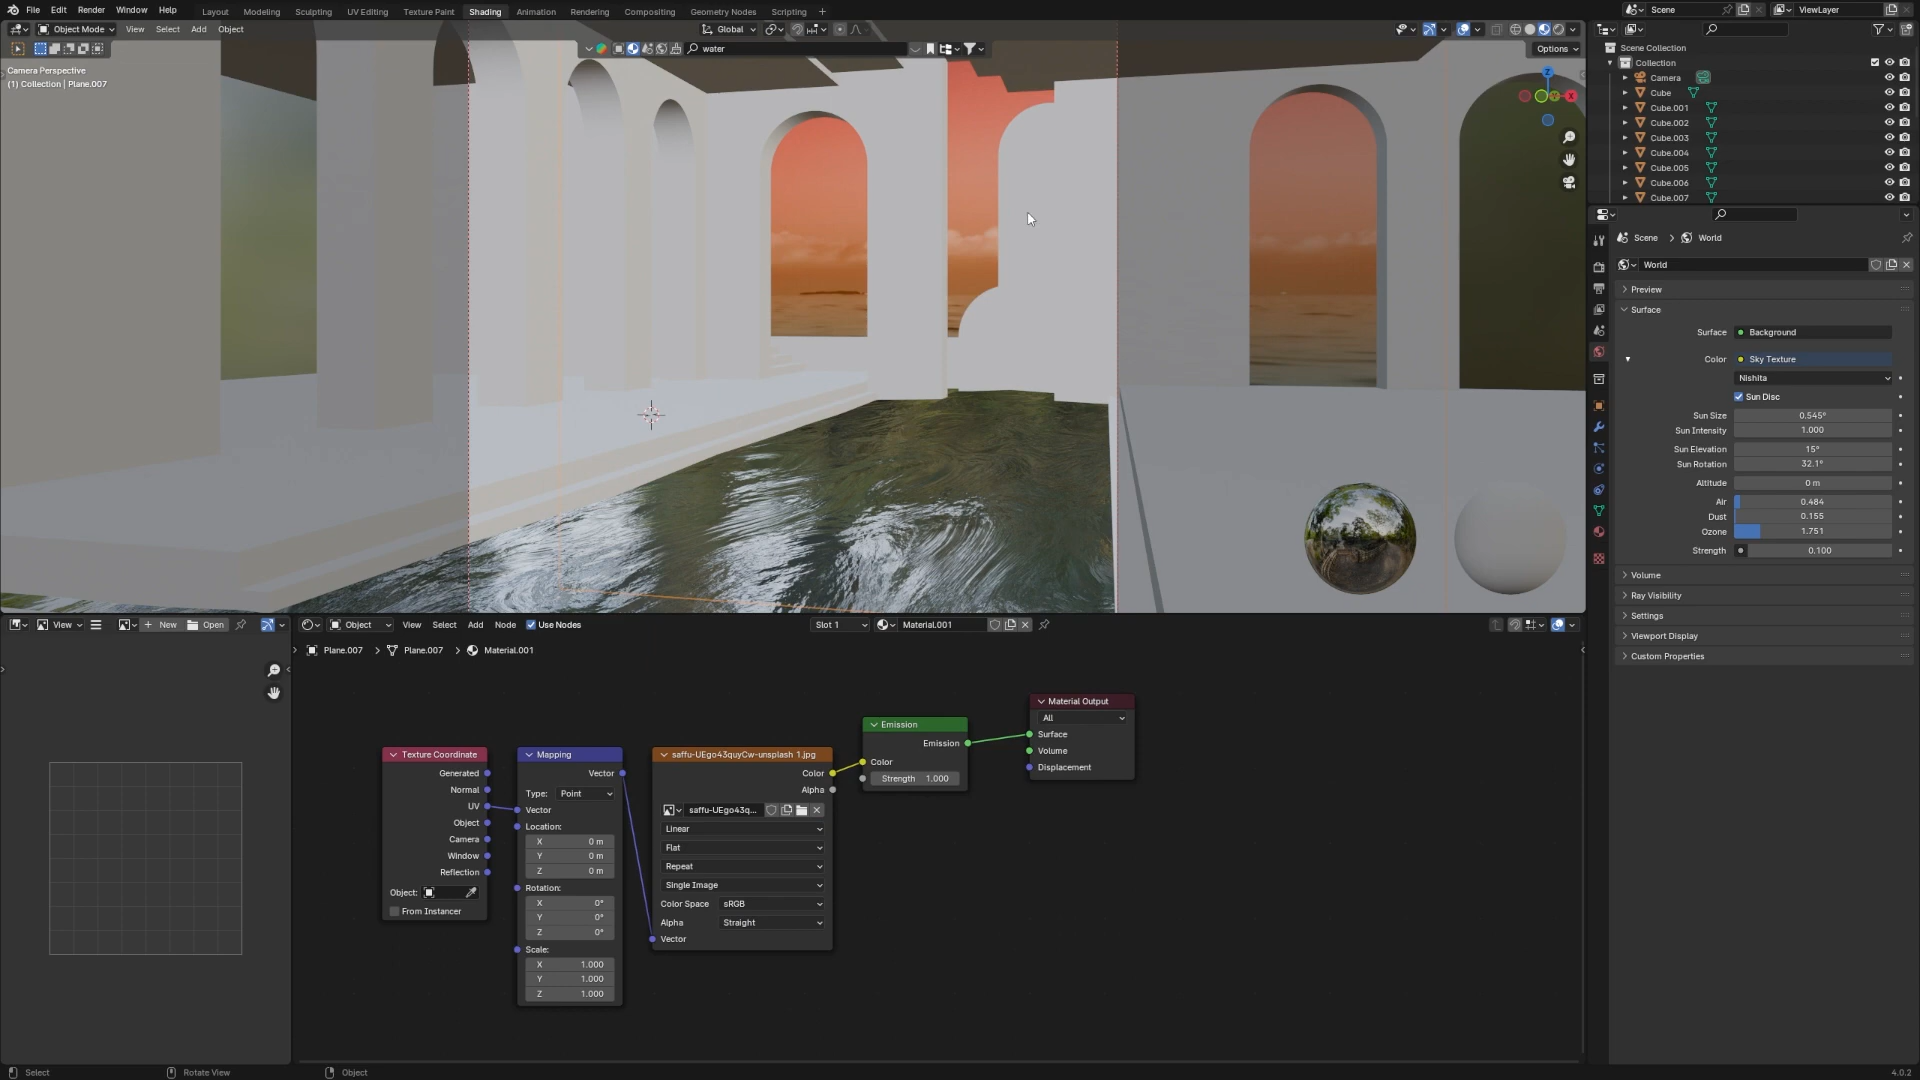 File Edit Render Window Help Layout Modeling Sculpting UV Editing Texture Paint Shading Animation Rendering Compositing Geometry Nodes Scripting + Scene ViewLayer
Object Mode View Select Add Object Global
water Options
Camera Perspective
(1) Collection | Plane.007
Z
X
Scene Collection
Collection
Camera
Cube
Cube.001
Cube.002
Cube.003
Cube.004
Cube.005
Cube.006
Cube.007
Scene > World
World
Preview
Surface
Surface Background
Color Sky Texture
Nishita
Sun Disc
Sun Size 0.545°
Sun Intensity 1.000
Sun Elevation 15°
Sun Rotation 32.1°
Altitude 0 m
Air 0.484
Dust 0.155
Ozone 1.751
Strength 0.100
Volume
Ray Visibility
Settings
Viewport Display
Custom Properties
View New Open
Object View Select Add Node Use Nodes Slot 1 Material.001
Plane.007 > Plane.007 > Material.001
Texture Coordinate
Generated
Normal
UV
Object
Camera
Window
Reflection
Object:
From Instancer
Mapping
Vector
Type: Point
Vector
Location:
X 0 m
Y 0 m
Z 0 m
Rotation:
X 0°
Y 0°
Z 0°
Scale:
X 1.000
Y 1.000
Z 1.000
saffu-UEgo43quyCw-unsplash 1.jpg
Color
Alpha
saffu-UEgo43q...
Linear
Flat
Repeat
Single Image
Color Space sRGB
Alpha Straight
Vector
Emission
Emission
Color
Strength 1.000
Material Output
All
Surface
Volume
Displacement
Select Rotate View Object 4.0.2